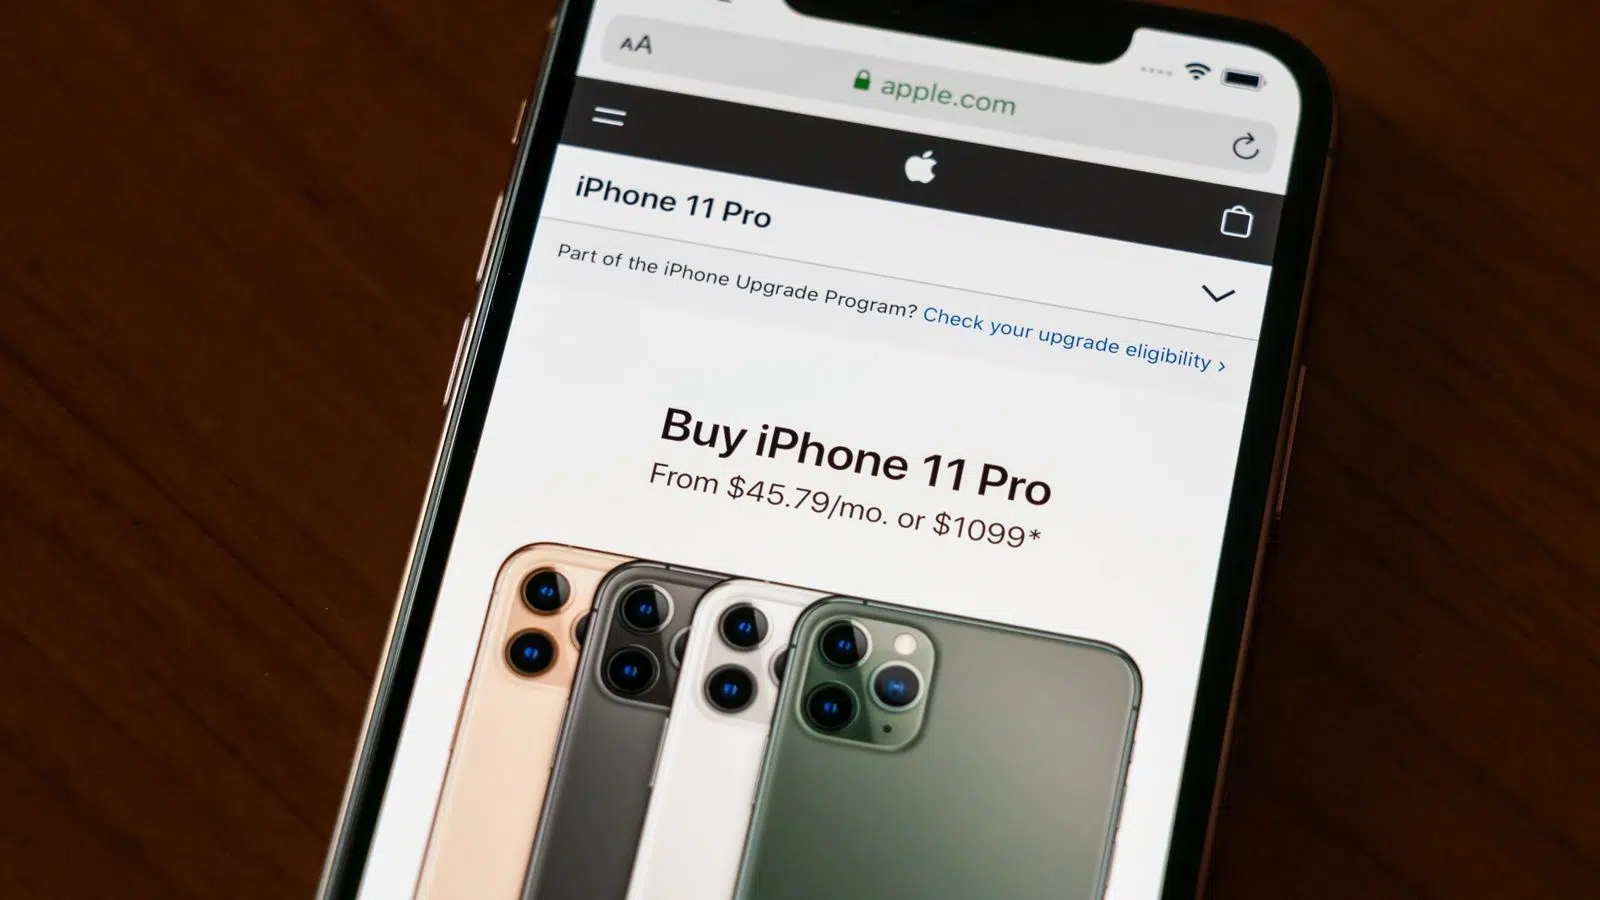 AA
apple.com
iPhone 11 Pro
Part of the iPhone Upgrade Program? Check your upgrade eligibility >
Buy iPhone 11 Pro
From $45.79/mo. or $1099*